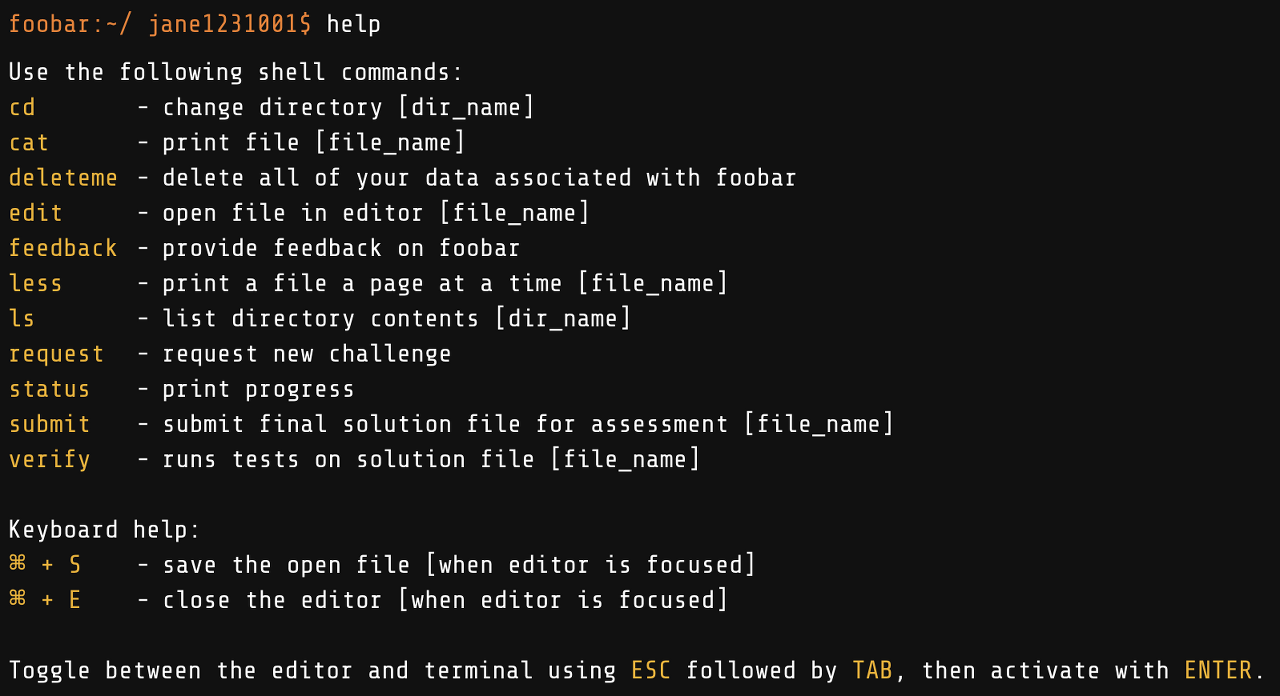 foobar:~/ jane1231001$ help
Use the following shell commands:
cd - change directory [dir_name]
cat - print file [file_name]
deleteme - delete all of your data associated with foobar
edit - open file in editor [file_name]
feedback - provide feedback on foobar
less - print a file a page at a time [file_name]
ls - list directory contents [dir_name]
request - request new challenge
status - print progress
submit - submit final solution file for assessment [file_name]
verify - runs tests on solution file [file_name]
Keyboard help:
⌘ + S - save the open file [when editor is focused]
⌘ + E - close the editor [when editor is focused]
Toggle between the editor and terminal using ESC followed by TAB, then activate with ENTER.